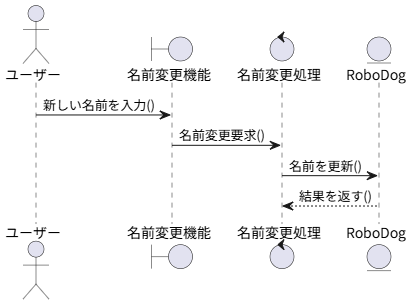 ユーザー 名前変更機能 名前変更処理 RoboDog
新しい名前を入力()
名前変更要求()
名前を更新()
結果を返す()
ユーザー 名前変更機能 名前変更処理 RoboDog